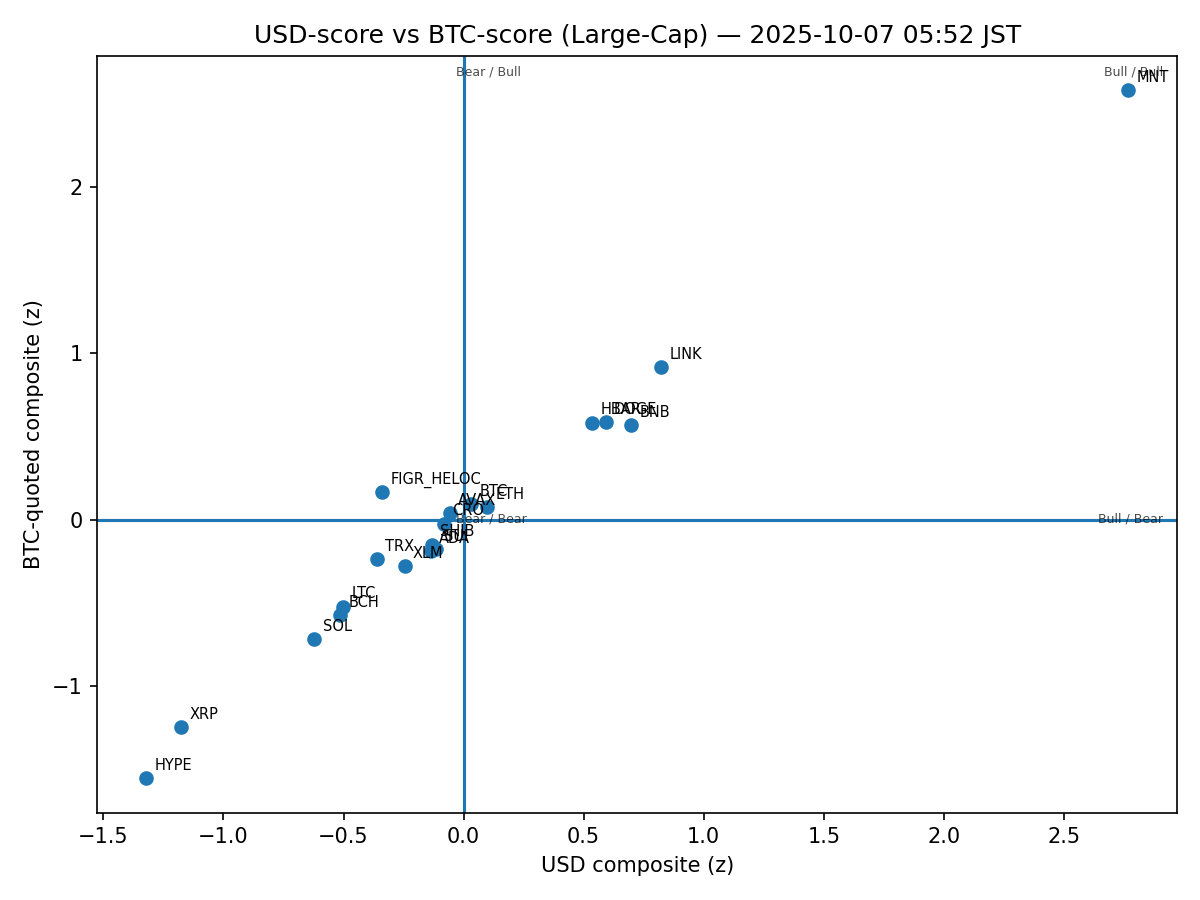 USD-score vs BTC-score (Large-Cap) — 2025-10-07 05:52 JST
Bear / Bull
Bull / Bull
MNT
2
LINK
1
HBAR
DOGE
BNB
FIGR_HELOC
BTC
ETH
AVAX
CRO
0
Bear / Bear
Bull / Bear
SHIB
ADA
TRX
XLM
LTC
BCH
SOL
−1
XRP
HYPE
−1.5
−1.0
−0.5
0.0
0.5
1.0
1.5
2.0
2.5
USD composite (z)
BTC-quoted composite (z)